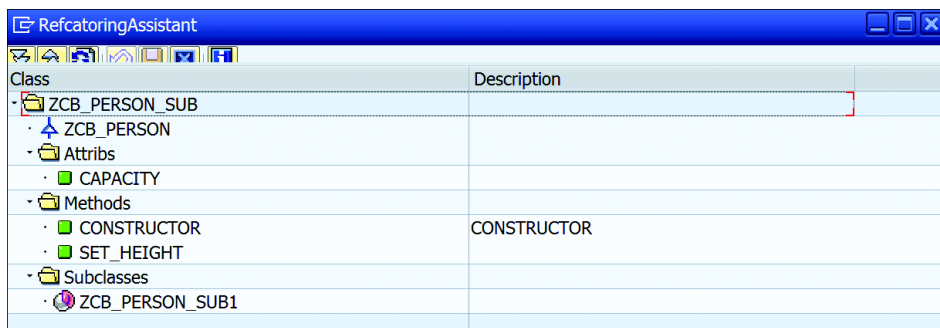 RefcatoringAssistant
Class Description
ZCB_PERSON_SUB
ZCB_PERSON
Attribs
CAPACITY
Methods
CONSTRUCTOR CONSTRUCTOR
SET_HEIGHT
Subclasses
ZCB_PERSON_SUB1